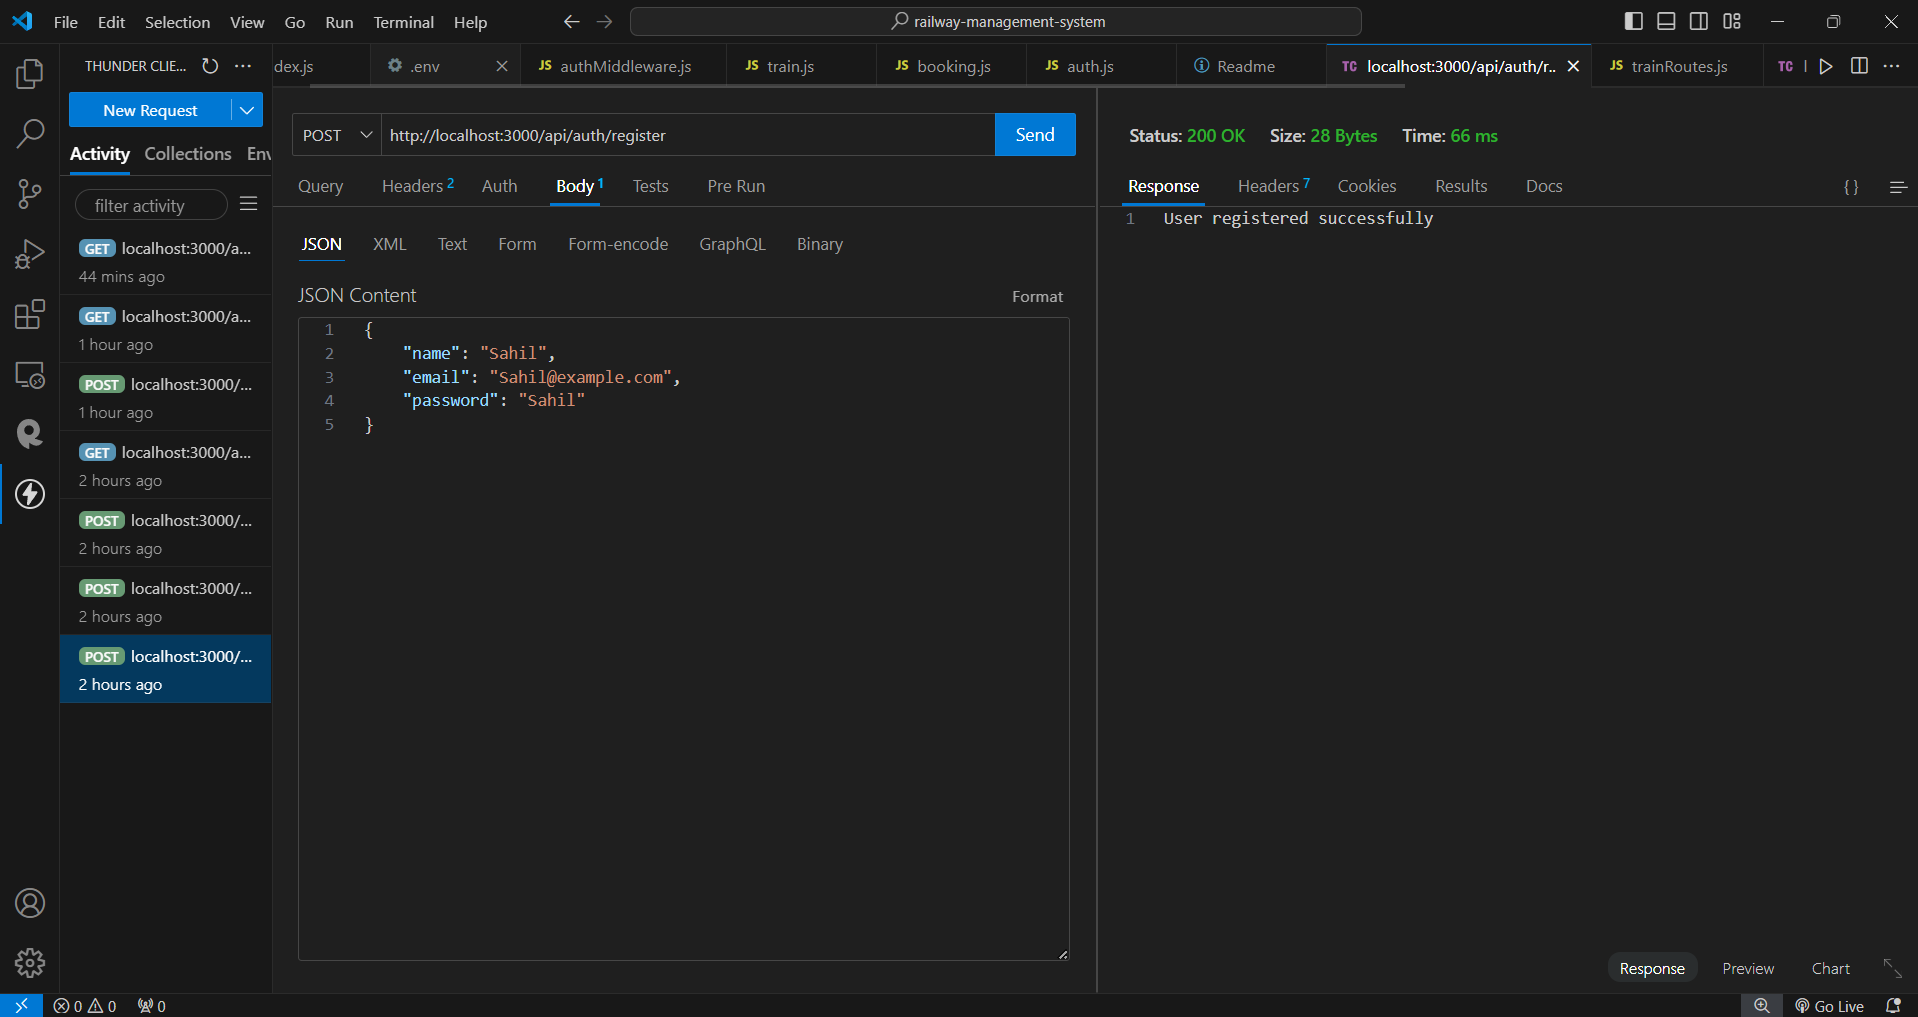 File Edit Selection View Go Run Terminal Help railway-management-system
THUNDER CLIE... dex.js .env JS authMiddleware.js JS train.js JS booking.js JS auth.js Readme TC localhost:3000/api/auth/r.. JS trainRoutes.js TC
New Request
POST http://localhost:3000/api/auth/register Send
Status: 200 OK Size: 28 Bytes Time: 66 ms
Activity Collections Env
Query Headers 2 Auth Body 1 Tests Pre Run
Response Headers 7 Cookies Results Docs { }
filter activity
1 User registered successfully
JSON XML Text Form Form-encode GraphQL Binary
JSON Content Format
1 {
2 "name": "Sahil",
3 "email": "Sahil@example.com",
4 "password": "Sahil"
5 }
GET localhost:3000/a...
44 mins ago
GET localhost:3000/a...
1 hour ago
POST localhost:3000/...
1 hour ago
GET localhost:3000/a...
2 hours ago
POST localhost:3000/...
2 hours ago
POST localhost:3000/...
2 hours ago
POST localhost:3000/...
2 hours ago
Response Preview Chart
0 0 0 Go Live